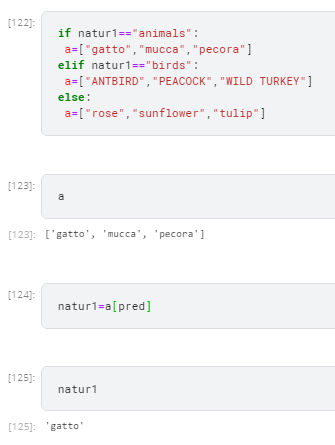 [122]:
if natur1=="animals":
a=["gatto","mucca","pecora"]
elif natur1=="birds":
a=["ANTBIRD","PEACOCK","WILD TURKEY"]
else:
a=["rose","sunflower","tulip"]
[123]:
a
[123]: ['gatto', 'mucca', 'pecora']
[124]:
natur1=a[pred]
[125]:
natur1
[125]: 'gatto'